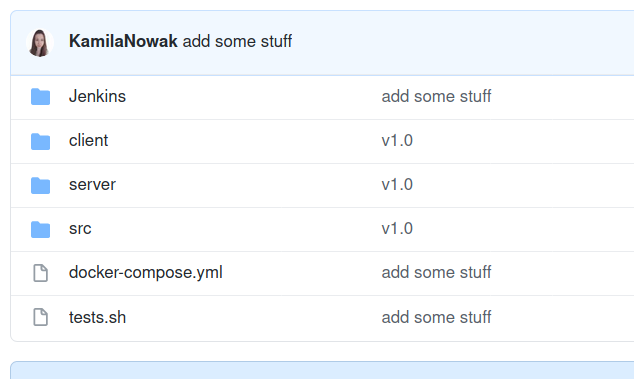 KamilaNowak add some stuff
Jenkins add some stuff
client v1.0
server v1.0
src v1.0
docker-compose.yml add some stuff
tests.sh add some stuff